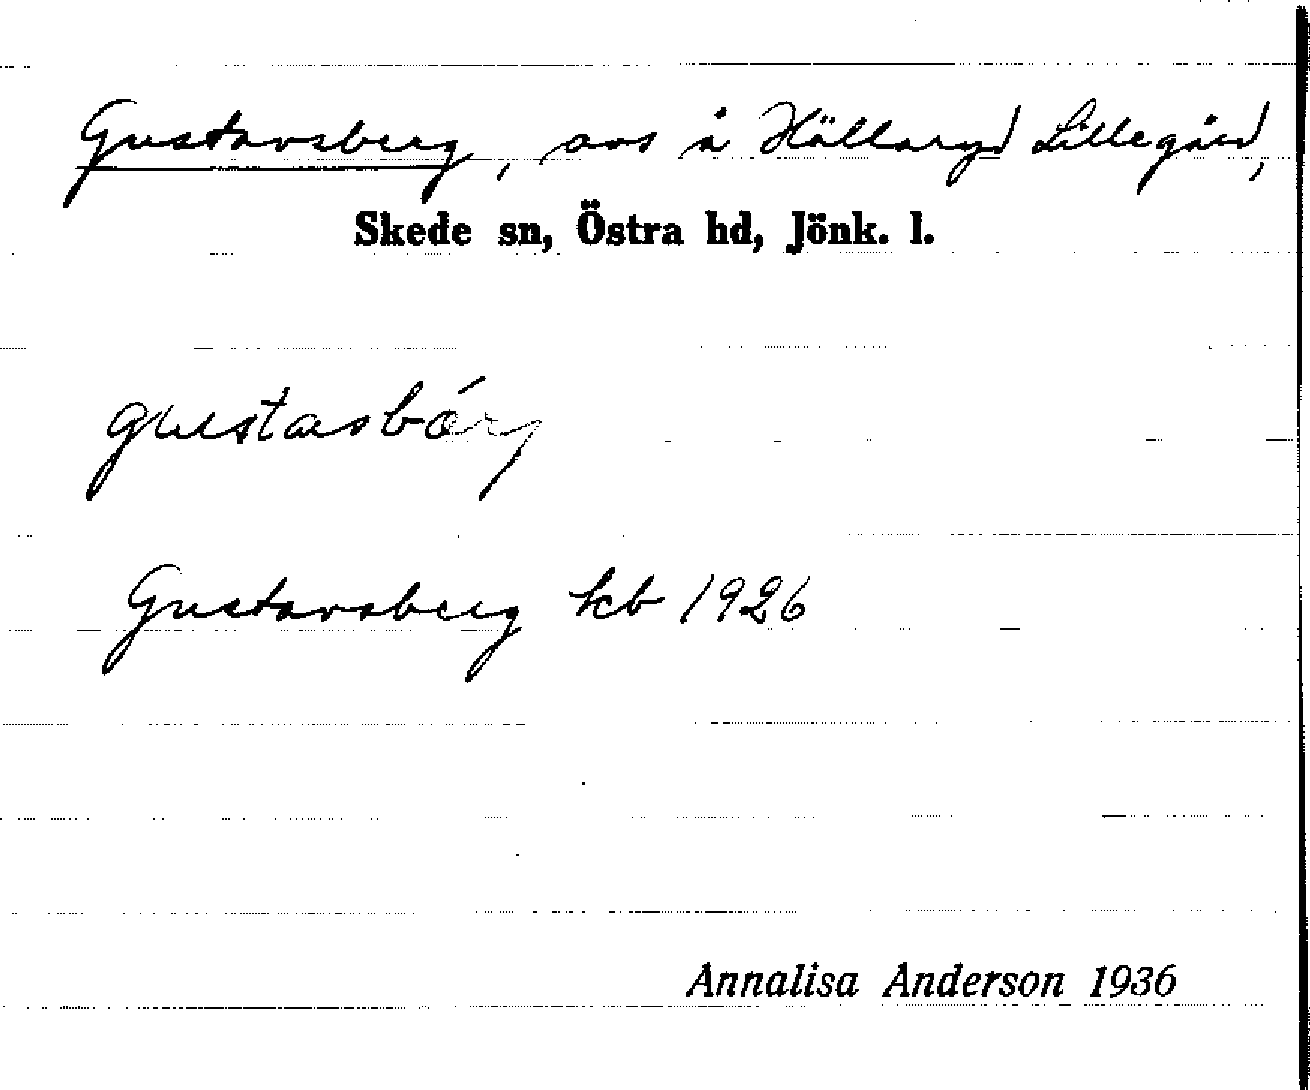 Gustavsberg, avs å Hällaryd Lillegård,
Skede sn, Östra hd, Jönk. l.
gustasbárj
Gustavsberg kb 1926
Annalisa Anderson 1936